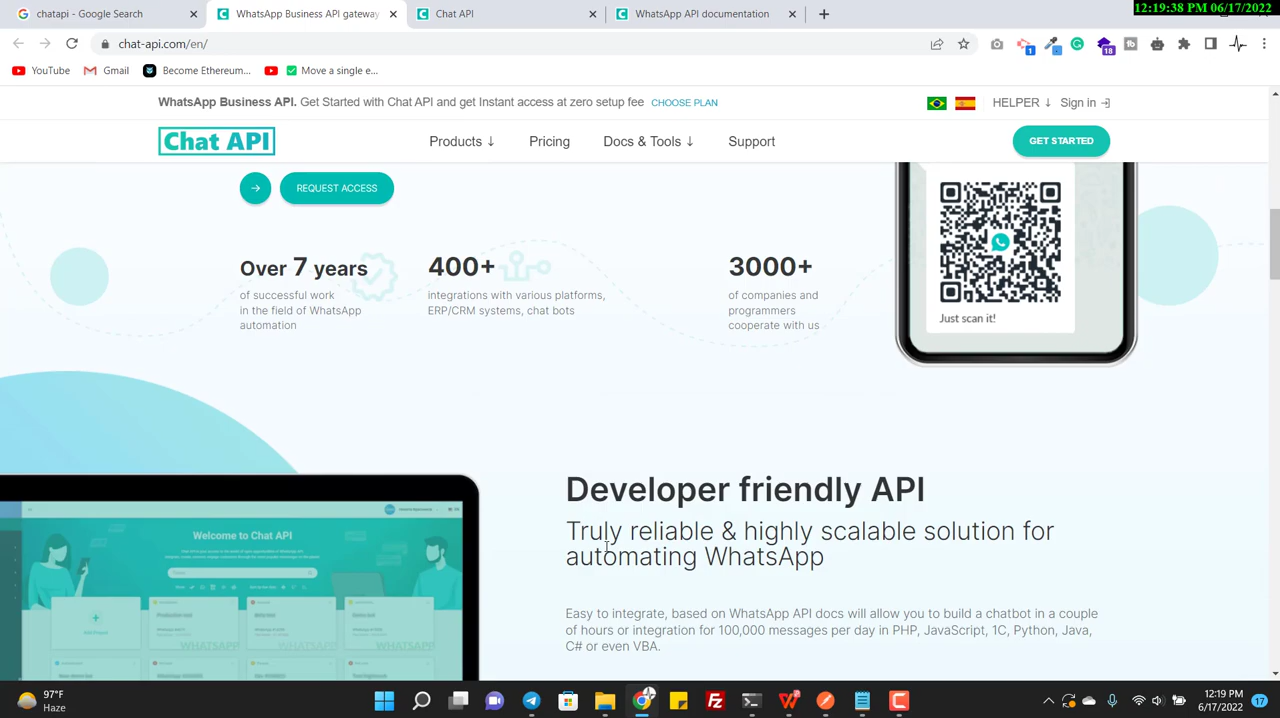 12:19:38 PM 06/17/2022
chatapi - Google Search
WhatsApp Business API gateway
Chat API
WhatsApp API documentation
chat-api.com/en/
1
18
YouTube
Gmail
Become Ethereum...
Move a single e...
WhatsApp Business API. Get Started with Chat API and get Instant access at zero setup fee CHOOSE PLAN
HELPER ↓ Sign in
Chat API
Products ↓
Pricing
Docs & Tools ↓
Support
GET STARTED
→
REQUEST ACCESS
Over 7 years
of successful work
in the field of WhatsApp
automation
400+
integrations with various platforms,
ERP/CRM systems, chat bots
3000+
of companies and
programmers
cooperate with us
Just scan it!
Welcome to Chat API
WHATSAPP
WHATSAPP
WHATSAPP
Developer friendly API
Truly reliable & highly scalable solution for
automating WhatsApp
Easy to integrate, based on WhatsApp API docs will allow you to build a chatbot in a couple
of hours or integration for 100,000 messages per day in PHP, JavaScript, 1C, Python, Java,
C# or even VBA.
97°F
Haze
12:19 PM
6/17/2022
17